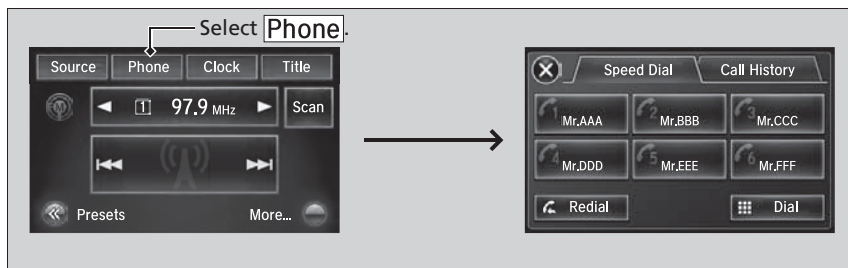 Select Phone.
Source Phone Clock Title
1 97.9 MHz Scan
Presets More...
Speed Dial Call History
1 Mr.AAA 2 Mr.BBB 3 Mr.CCC
4 Mr.DDD 5 Mr.EEE 6 Mr.FFF
Redial Dial